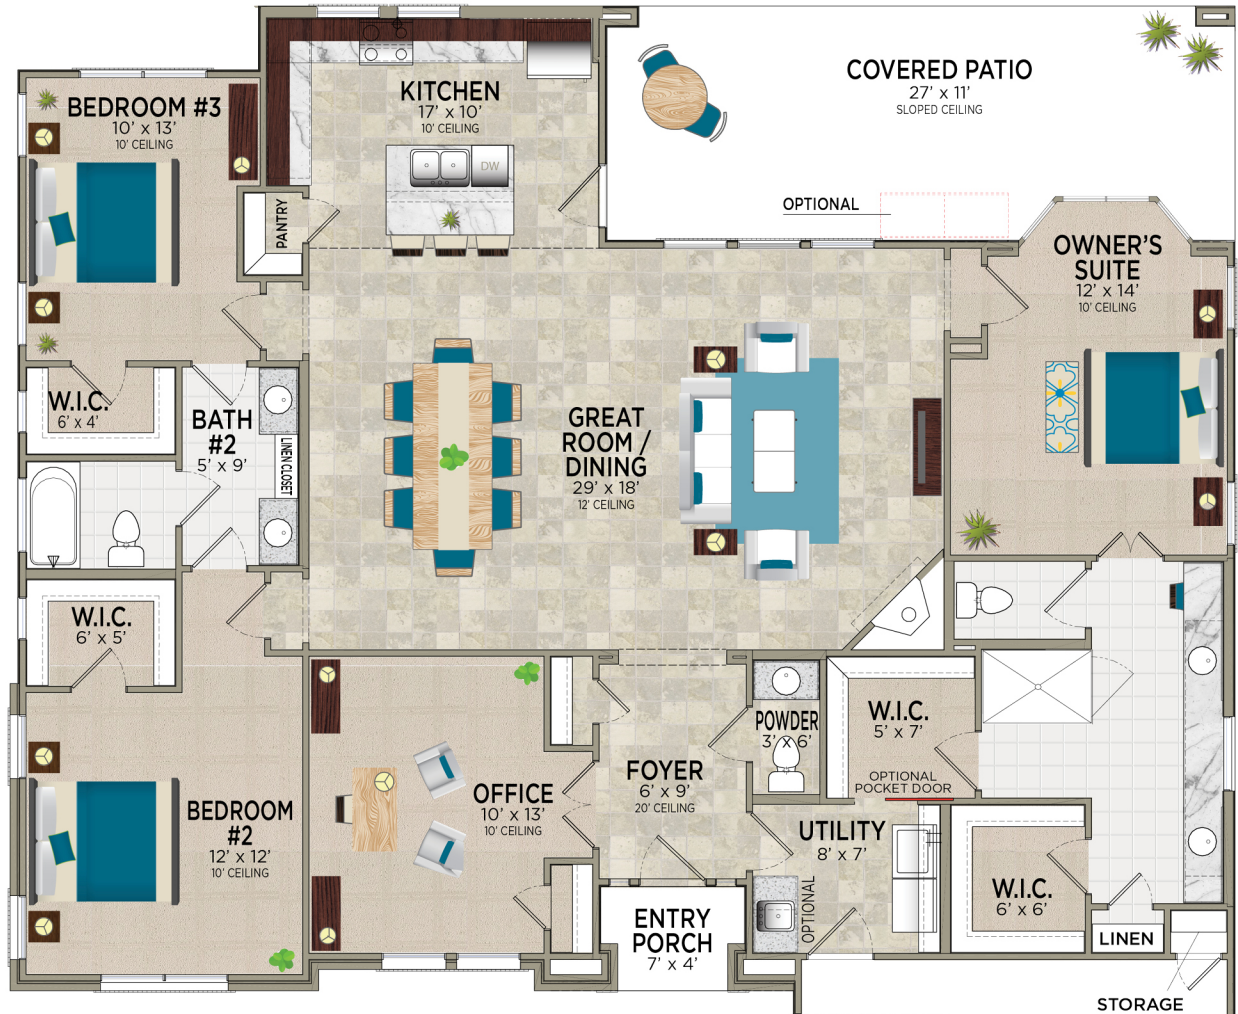 KITCHEN
17' x 10'
10' CEILING
DW
COVERED PATIO
27' x 11'
SLOPED CEILING
BEDROOM #3
10' x 13'
10' CEILING
PANTRY
OPTIONAL
OWNER'S
SUITE
12' x 14'
10' CEILING
W.I.C.
6' x 4'
BATH
#2
5' x 9'
LINEN CLOSET
GREAT
ROOM /
DINING
29' x 18'
12' CEILING
W.I.C.
6' x 5'
BEDROOM
#2
12' x 12'
10' CEILING
OFFICE
10' x 13'
10' CEILING
FOYER
6' x 9'
20' CEILING
POWDER
3' x 6'
W.I.C.
5' x 7'
OPTIONAL
POCKET DOOR
UTILITY
8' x 7'
OPTIONAL
ENTRY
PORCH
7' x 4'
W.I.C.
6' x 6'
LINEN
STORAGE